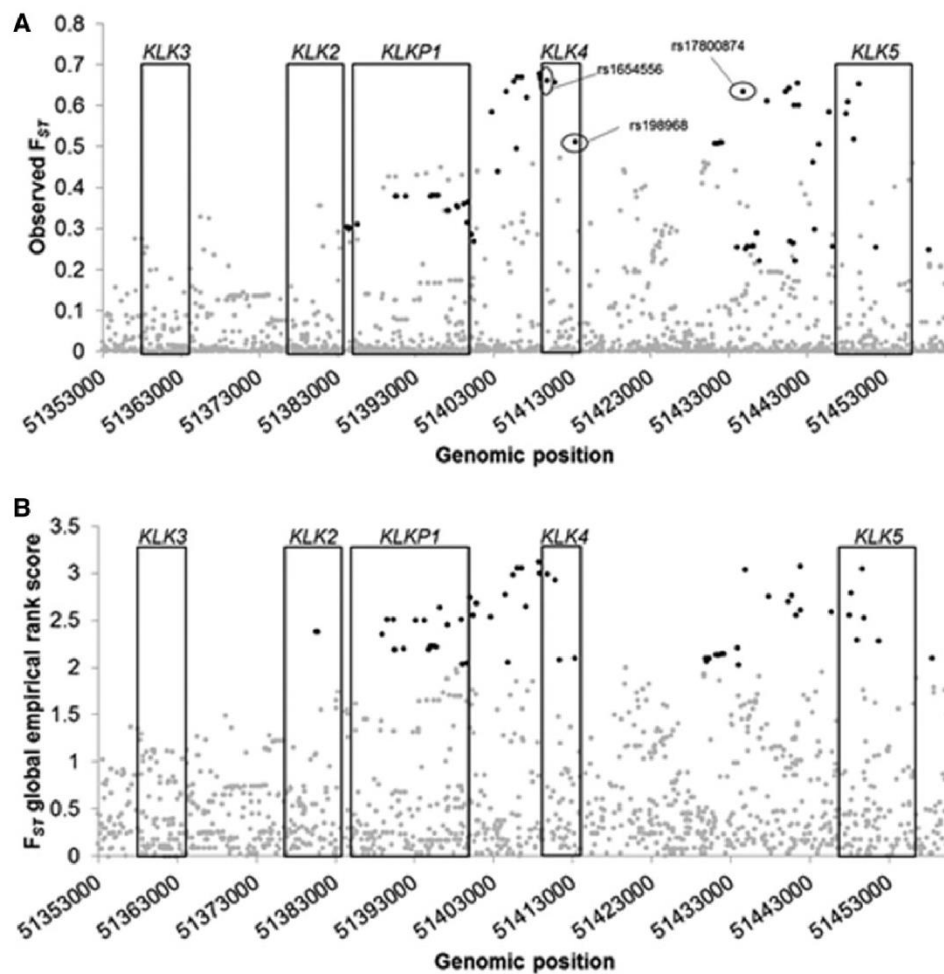 A
KLK3 KLK2 KLKP1 KLK4 KLK5
rs17800874
rs1654556
rs198968
Observed F_ST
0.8
0.7
0.6
0.5
0.4
0.3
0.2
0.1
0
51353000 51363000 51373000 51383000 51393000 51403000 51413000 51423000 51433000 51443000 51453000
Genomic position
B
KLK3 KLK2 KLKP1 KLK4 KLK5
F_ST global empirical rank score
3.5
3
2.5
2
1.5
1
0.5
0
51353000 51363000 51373000 51383000 51393000 51403000 51413000 51423000 51433000 51443000 51453000
Genomic position